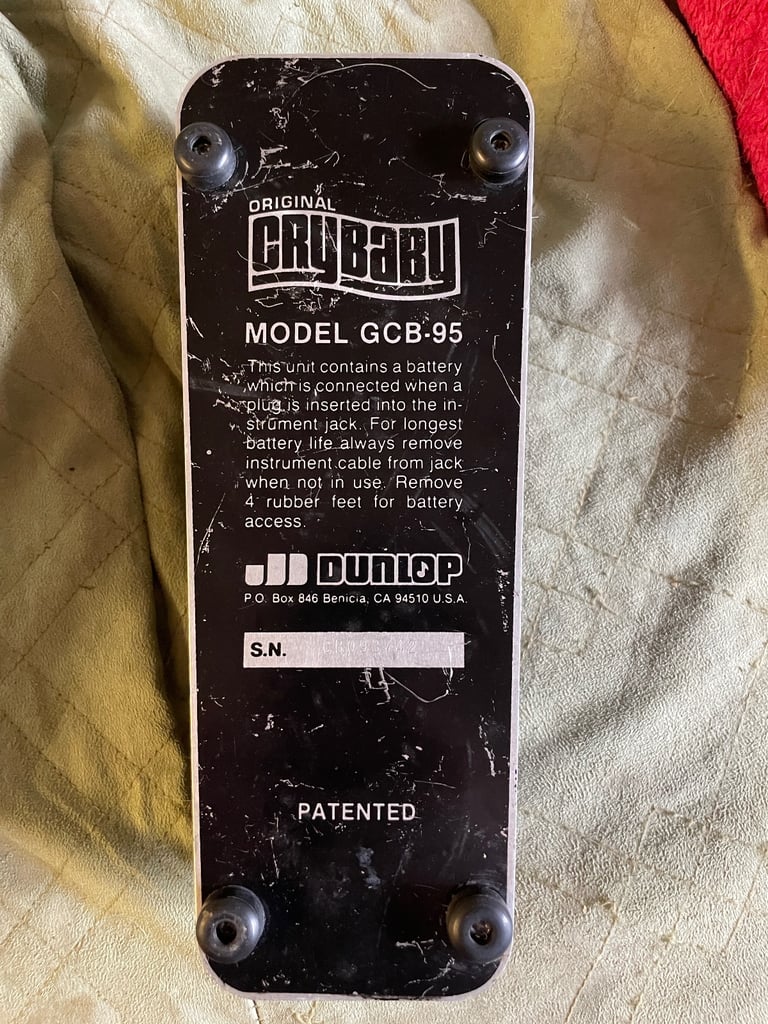 ORIGINAL
CRYBABY
MODEL GCB-95
This unit contains a battery
which is connected when a
plug is inserted into the in-
strument jack. For longest
battery life always remove
instrument cable from jack
when not in use. Remove
4 rubber feet for battery
access.
DUNLOP
P.O. Box 846 Benicia, CA 94510 U.S.A.
S.N.
PATENTED